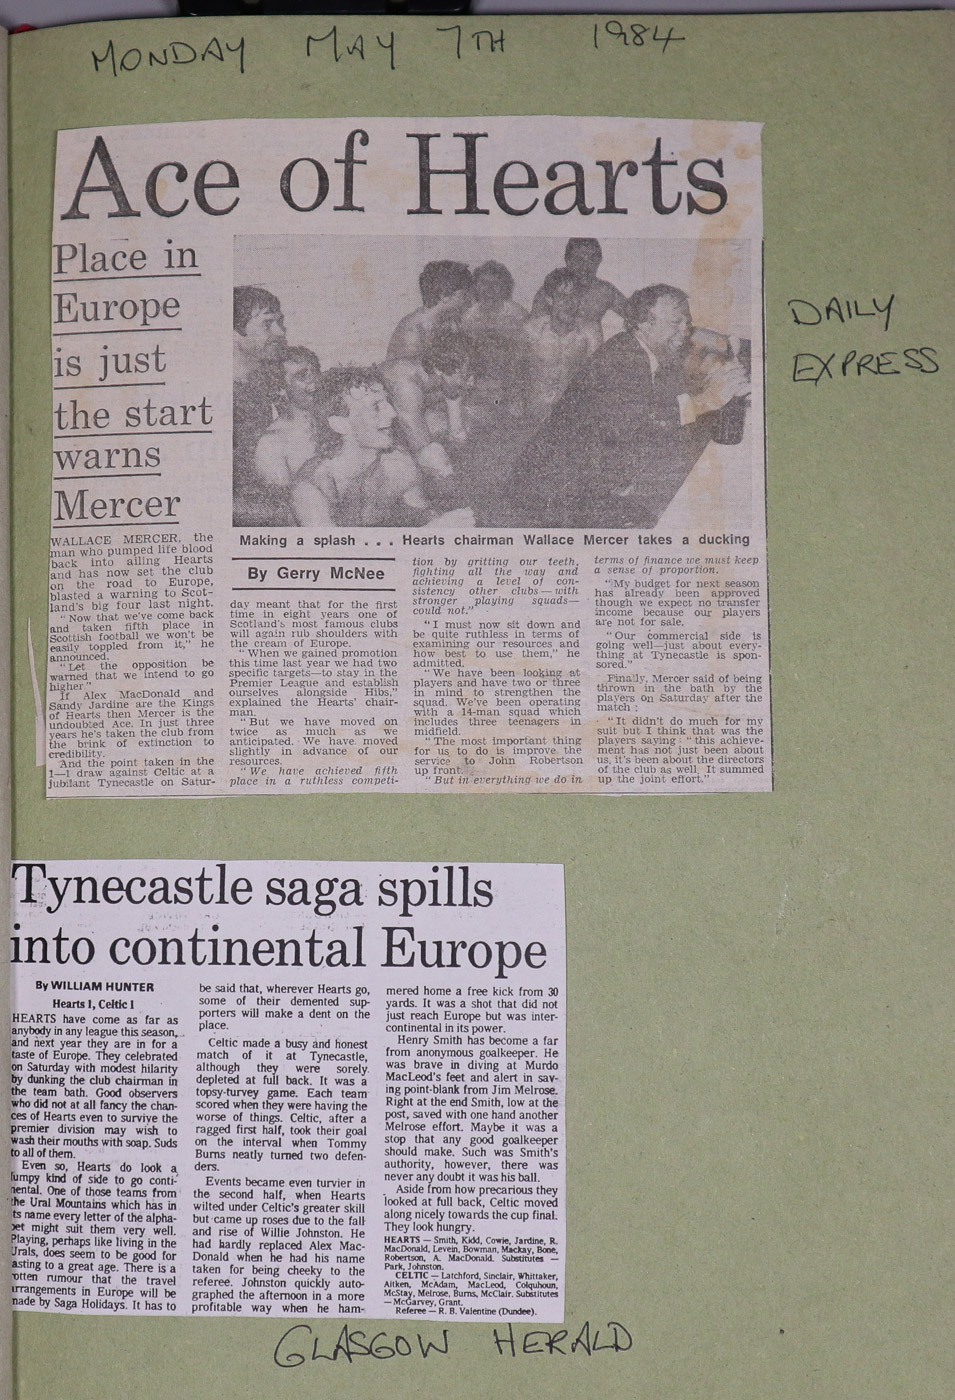 MONDAY MAY 7TH 1984
Ace of Hearts
Place in
Europe
is just
the start
warns
Mercer
DAILY
EXPRESS
Making a splash . . . Hearts chairman Wallace Mercer takes a ducking
WALLACE MERCER, the
man who pumped life blood
back into ailing Hearts
and has now set the club
on the road to Europe,
blasted a warning to Scot-
land's big four last night.
"Now that we've come back
and taken fifth place in
Scottish football we won't be
easily toppled from it," he
announced.
"Let the opposition be
warned that we intend to go
higher."
If Alex MacDonald and
Sandy Jardine are the Kings
of Hearts then Mercer is the
undoubted Ace. In just three
years he's taken the club from
the brink of extinction to
credibility.
And the point taken in the
1—1 draw against Celtic at a
jubilant Tynecastle on Satur-
By Gerry McNee
day meant that for the first
time in eight years one of
Scotland's most famous clubs
will again rub shoulders with
the cream of Europe.
"When we gained promotion
this time last year we had two
specific targets—to stay in the
Premier League and establish
ourselves alongside Hibs,"
explained the Hearts' chair-
man.
"But we have moved on
twice as much as we
anticipated. We have moved
slightly in advance of our
resources.
"We have achieved fifth
place in a ruthless competi-
tion by gritting our teeth,
fighting all the way and
achieving a level of con-
sistency other clubs—with
stronger playing squads—
could not."
"I must now sit down and
be quite ruthless in terms of
examining our resources and
how best to use them," he
admitted.
"We have been looking at
players and have two or three
in mind to strengthen the
squad. We've been operating
with a 14-man squad which
includes three teenagers in
midfield.
"The most important thing
for us to do is improve the
service to John Robertson
up front.
"But in everything we do in
terms of finance we must keep
a sense of proportion.
"My budget for next season
has already been approved
though we expect no transfer
income because our players
are not for sale.
"Our commercial side is
going well—just about every-
thing at Tynecastle is spon-
sored."
Finally, Mercer said of being
thrown in the bath by the
players on Saturday after the
match :
"It didn't do much for my
suit but I think that was the
players saying : "this achieve-
ment has not just been about
us, it's been about the directors
of the club as well. It summed
up the joint effort."
Tynecastle saga spills
into continental Europe
By WILLIAM HUNTER
Hearts 1, Celtic 1
HEARTS have come as far as
anybody in any league this season,
and next year they are in for a
taste of Europe. They celebrated
on Saturday with modest hilarity
by dunking the club chairman in
the team bath. Good observers
who did not at all fancy the chan-
ces of Hearts even to survive the
premier division may wish to
wash their mouths with soap. Suds
to all of them.
Even so, Hearts do look a
lumpy kind of side to go conti-
nental. One of those teams from
the Ural Mountains which has in
its name every letter of the alpha-
bet might suit them very well.
Playing, perhaps like living in the
Urals, does seem to be good for
lasting to a great age. There is a
rotten rumour that the travel
arrangements in Europe will be
made by Saga Holidays. It has to
be said that, wherever Hearts go,
some of their demented sup-
porters will make a dent on the
place.
Celtic made a busy and honest
match of it at Tynecastle,
although they were sorely
depleted at full back. It was a
topsy-turvey game. Each team
scored when they were having the
worse of things. Celtic, after a
ragged first half, took their goal
on the interval when Tommy
Burns neatly turned two defen-
ders.
Events became even turvier in
the second half, when Hearts
wilted under Celtic's greater skill
but came up roses due to the fall
and rise of Willie Johnston. He
had hardly replaced Alex Mac-
Donald when he had his name
taken for being cheeky to the
referee. Johnston quickly auto-
graphed the afternoon in a more
profitable way when he ham-
mered home a free kick from 30
yards. It was a shot that did not
just reach Europe but was inter-
continental in its power.
Henry Smith has become a far
from anonymous goalkeeper. He
was brave in diving at Murdo
MacLeod's feet and alert in sav-
ing point-blank from Jim Melrose.
Right at the end Smith, low at the
post, saved with one hand another
Melrose effort. Maybe it was a
stop that any good goalkeeper
should make. Such was Smith's
authority, however, there was
never any doubt it was his ball.
Aside from how precarious they
looked at full back, Celtic moved
along nicely towards the cup final.
They look hungry.
HEARTS — Smith, Kidd, Cowie, Jardine, R.
MacDonald, Levein, Bowman, Mackay, Bone,
Robertson, A. MacDonald. Substitutes —
Park, Johnston.
CELTIC — Latchford, Sinclair, Whittaker,
Aitken, McAdam, MacLeod, Colquhoun,
McStay, Melrose, Burns, McClair. Substitutes
— McGarvey, Grant.
Referee — R. B. Valentine (Dundee).
GLASGOW HERALD